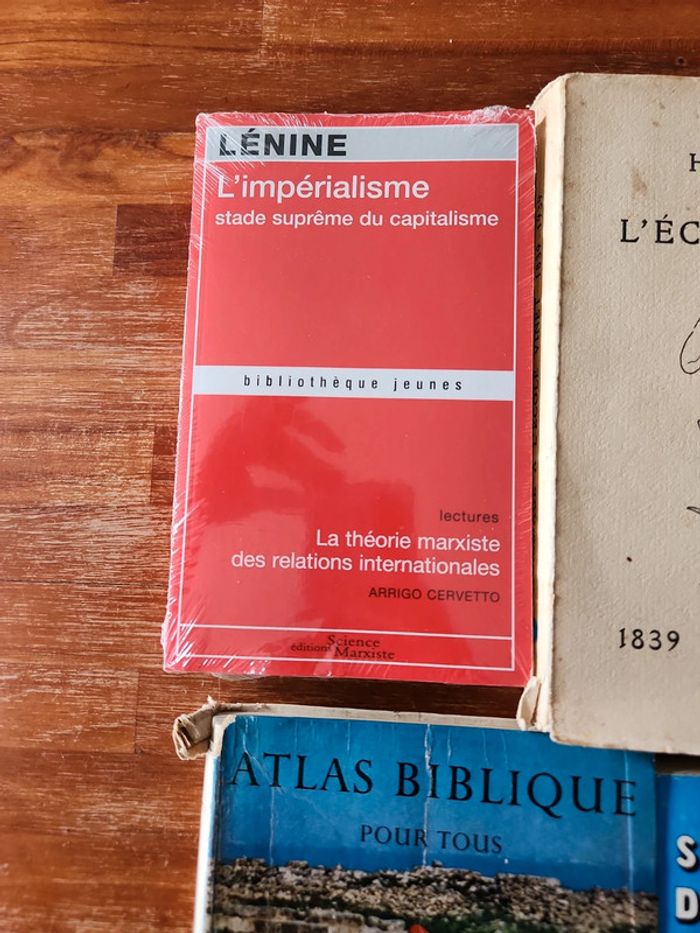 LÉNINE
L'impérialisme
stade suprême du capitalisme
bibliothèque jeunes
lectures
La théorie marxiste
des relations internationales
ARRIGO CERVETTO
éditions Science Marxiste
H
L'ÉC
1839
ATLAS BIBLIQUE
POUR TOUS
S
D